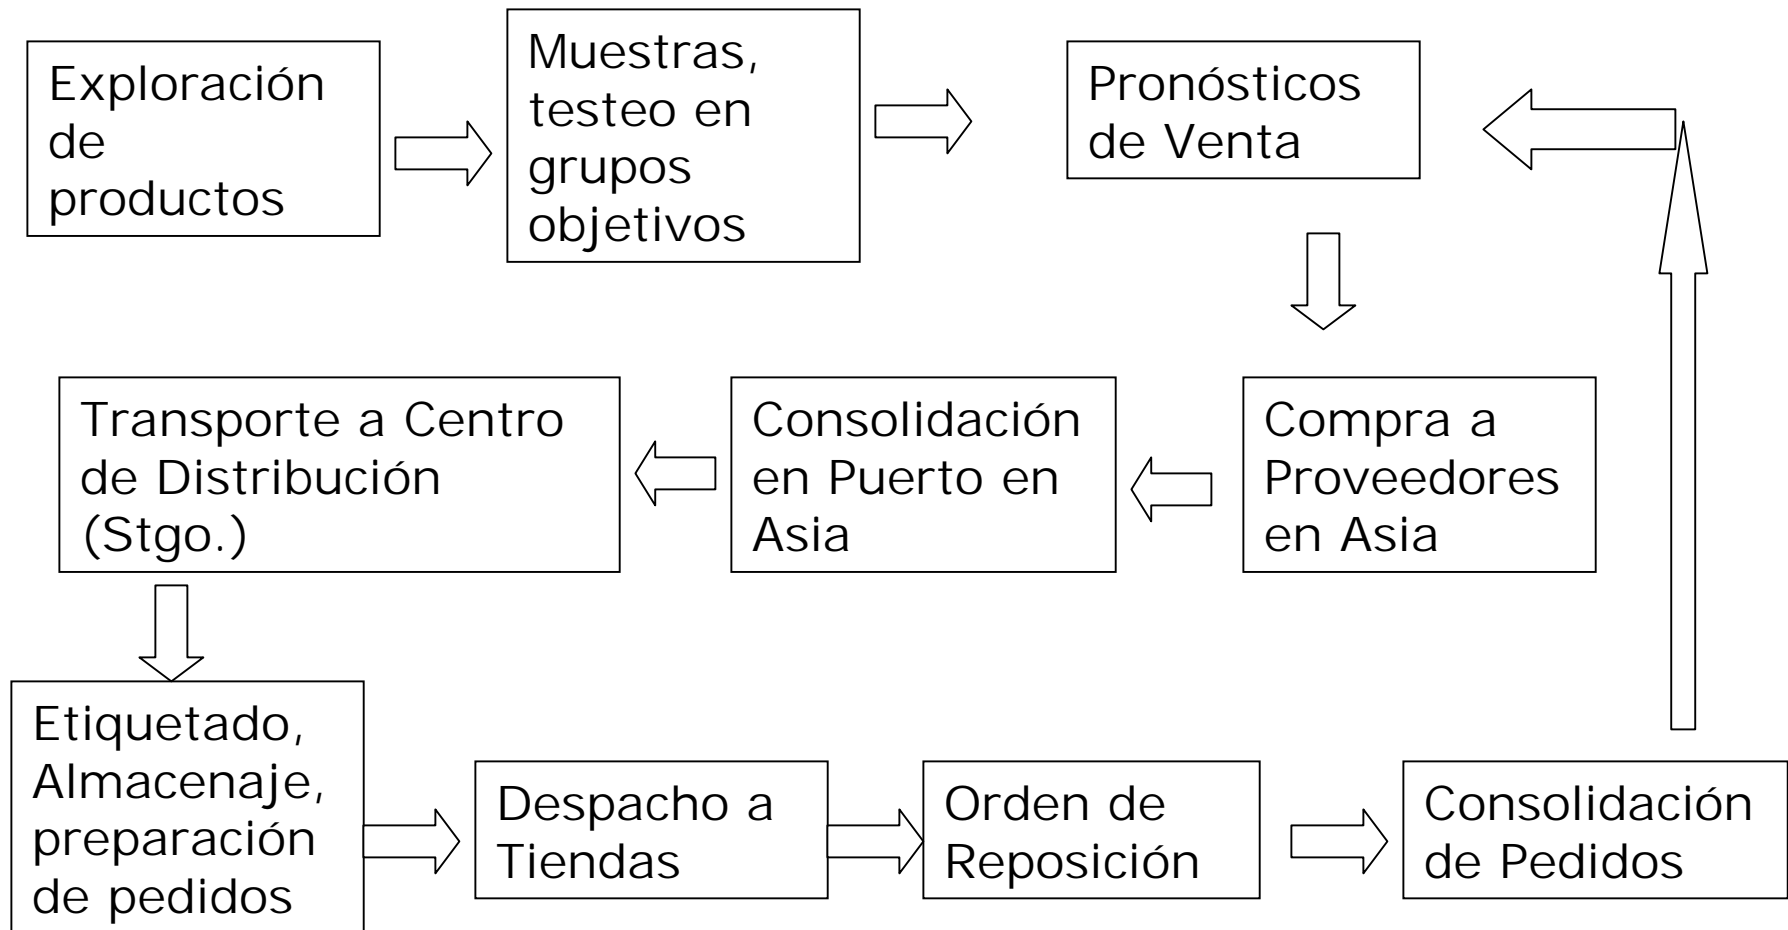 Exploración
de
productos
Muestras,
testeo en
grupos
objetivos
Pronósticos
de Venta
Transporte a Centro
de Distribución
(Stgo.)
Consolidación
en Puerto en
Asia
Compra a
Proveedores
en Asia
Etiquetado,
Almacenaje,
preparación
de pedidos
Despacho a
Tiendas
Orden de
Reposición
Consolidación
de Pedidos